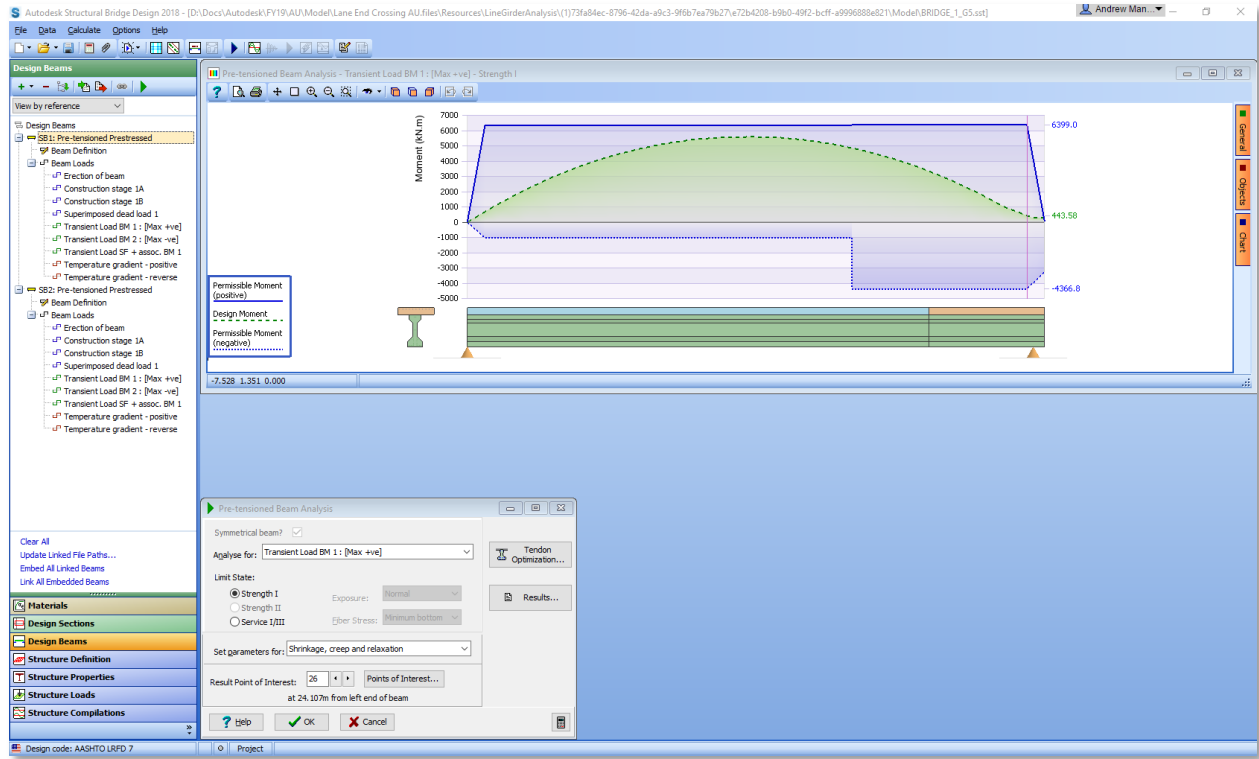 Autodesk Structural Bridge Design 2018 - [D:\Docs\Autodesk\FY19\AU\Model\Lane End Crossing AU.files\Resources\LineGirderAnalysis\(1)73fa84ec-8796-42da-a9c3-9f6b7ea79b27\e72b4208-b9b0-49f2-bcff-a9996888e821\Model\BRIDGE_1_G5.sst]
Andrew Man...
File Data Calculate Options Help
Design Beams
View by reference
Design Beams
SB1: Pre-tensioned Prestressed
Beam Definition
Beam Loads
Erection of beam
Construction stage 1A
Construction stage 1B
Superimposed dead load 1
Transient Load BM 1 : [Max +ve]
Transient Load BM 2 : [Max -ve]
Transient Load SF + assoc. BM 1
Temperature gradient - positive
Temperature gradient - reverse
SB2: Pre-tensioned Prestressed
Beam Definition
Beam Loads
Erection of beam
Construction stage 1A
Construction stage 1B
Superimposed dead load 1
Transient Load BM 1 : [Max +ve]
Transient Load BM 2 : [Max -ve]
Transient Load SF + assoc. BM 1
Temperature gradient - positive
Temperature gradient - reverse
Clear All
Update Linked File Paths...
Embed All Linked Beams
Link All Embedded Beams
Materials
Design Sections
Design Beams
Structure Definition
Structure Properties
Structure Loads
Structure Compilations
Design code: AASHTO LRFD 7
Project
Pre-tensioned Beam Analysis - Transient Load BM 1 : [Max +ve] - Strength I
Moment (kN.m)
7000
6000
5000
4000
3000
2000
1000
0
-1000
-2000
-3000
-4000
-5000
6399.0
443.58
-4366.8
Permissible Moment
(positive)
Design Moment
Permissible Moment
(negative)
General
Objects
Chart
-7.528 1.351 0.000
Pre-tensioned Beam Analysis
Symmetrical beam?
Analyse for: Transient Load BM 1 : [Max +ve]
Tendon
Optimization...
Limit State:
Strength I
Strength II
Service I/III
Exposure: Normal
Fiber Stress: Minimum bottom
Results...
Set parameters for: Shrinkage, creep and relaxation
Result Point of Interest: 26 Points of Interest...
at 24.107m from left end of beam
Help OK Cancel